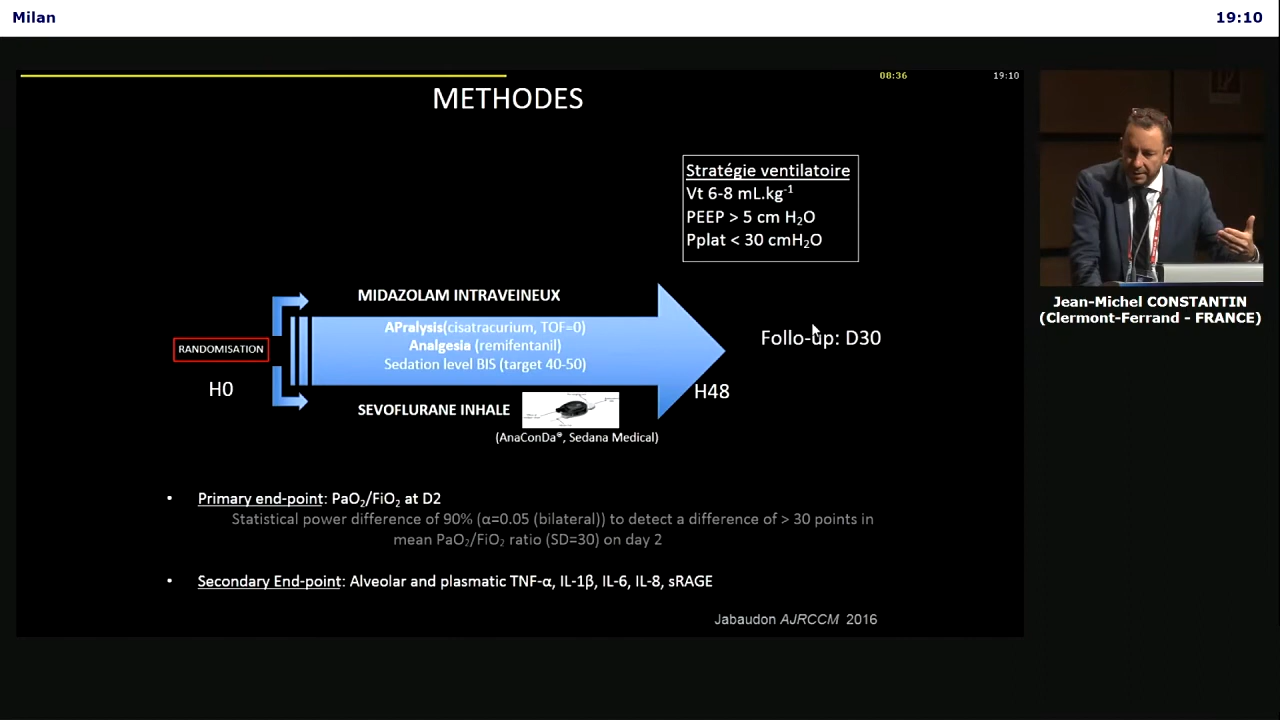 Milan
19:10
08:36
19:10
METHODES
Stratégie ventilatoire
Vt 6-8 mL.kg⁻¹
PEEP > 5 cm H₂O
Pplat < 30 cmH₂O
MIDAZOLAM INTRAVEINEUX
APralysis(cisatracurium, TOF=0)
Analgesia (remifentanil)
Sedation level BIS (target 40-50)
RANDOMISATION
H0
Follo-up: D30
H48
SEVOFLURANE INHALE
(AnaConDa®, Sedana Medical)
• Primary end-point: PaO₂/FiO₂ at D2
Statistical power difference of 90% (α=0.05 (bilateral)) to detect a difference of > 30 points in
mean PaO₂/FiO₂ ratio (SD=30) on day 2
• Secondary End-point: Alveolar and plasmatic TNF-α, IL-1β, IL-6, IL-8, sRAGE
Jabaudon AJRCCM 2016
Jean-Michel CONSTANTIN
(Clermont-Ferrand - FRANCE)